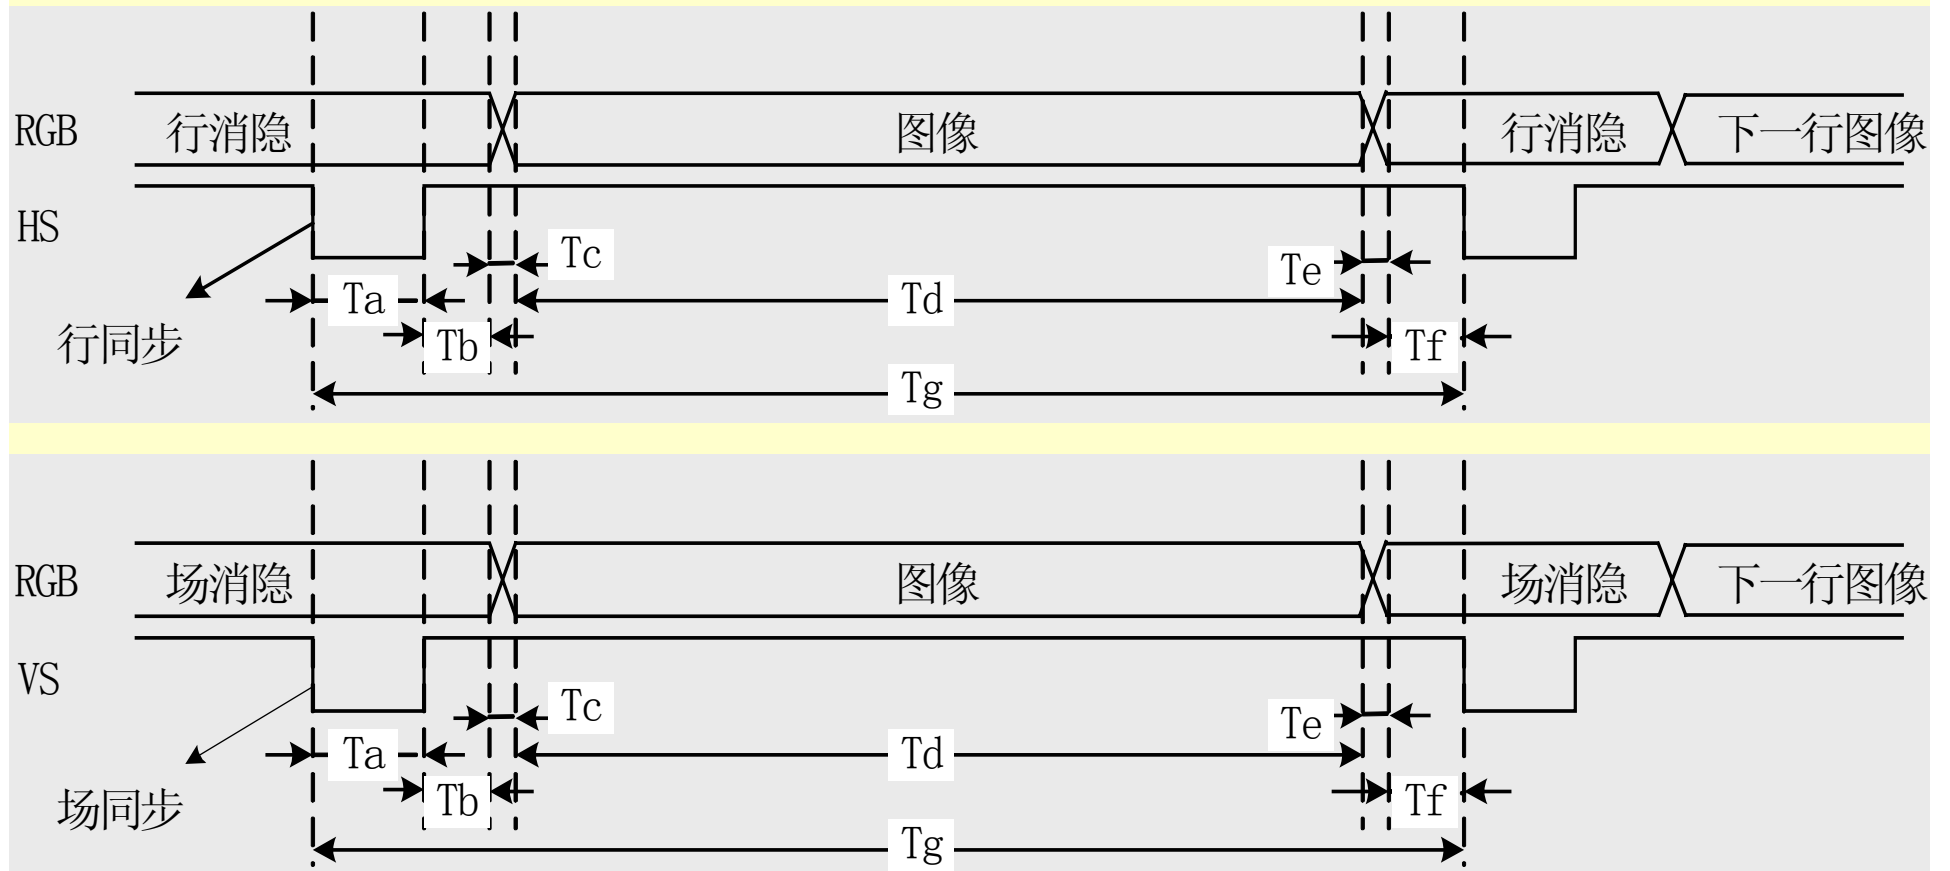 RGB 行消隐 图像 行消隐 下一行图像
HS
Tc
Te
Ta Td
行同步 Tb Tf
Tg
RGB 场消隐 图像 场消隐 下一行图像
VS
Tc
Te
Ta Td
场同步 Tb Tf
Tg